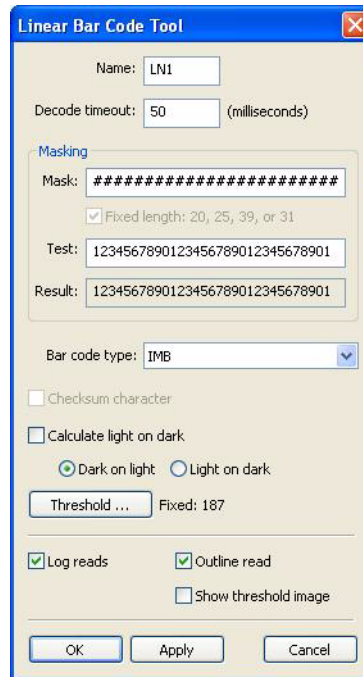 Linear Bar Code Tool
Name: LN1
Decode timeout: 50 (milliseconds)
Masking
Mask: ########################
Fixed length: 20, 25, 39, or 31
Test: 1234567890123456789012345678901
Result: 1234567890123456789012345678901
Bar code type: IMB
Checksum character
Calculate light on dark
Dark on light Light on dark
Threshold ... Fixed: 187
Log reads Outline read
Show threshold image
OK Apply Cancel